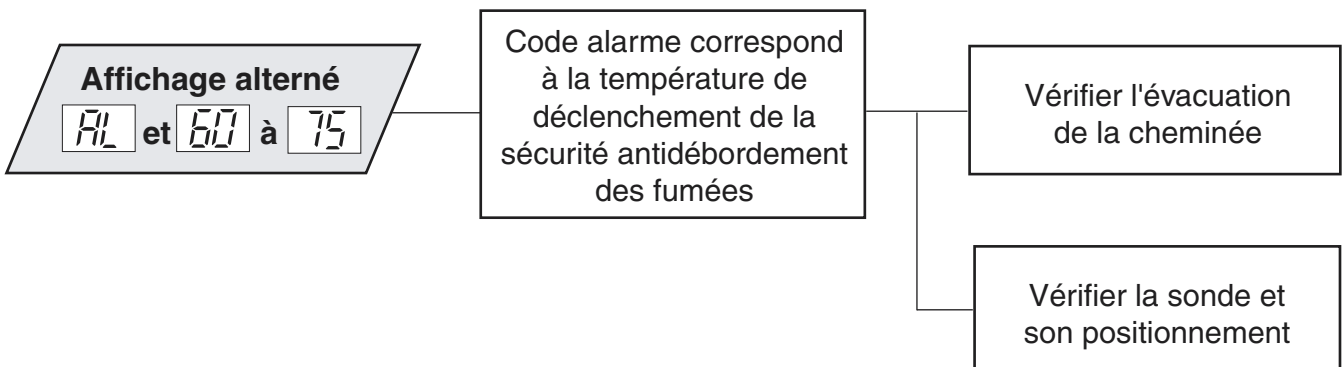 Affichage alterné
AL et 60 à 75
Code alarme correspond
à la température de
déclenchement de la
sécurité antidébordement
des fumées
Vérifier l'évacuation
de la cheminée
Vérifier la sonde et
son positionnement